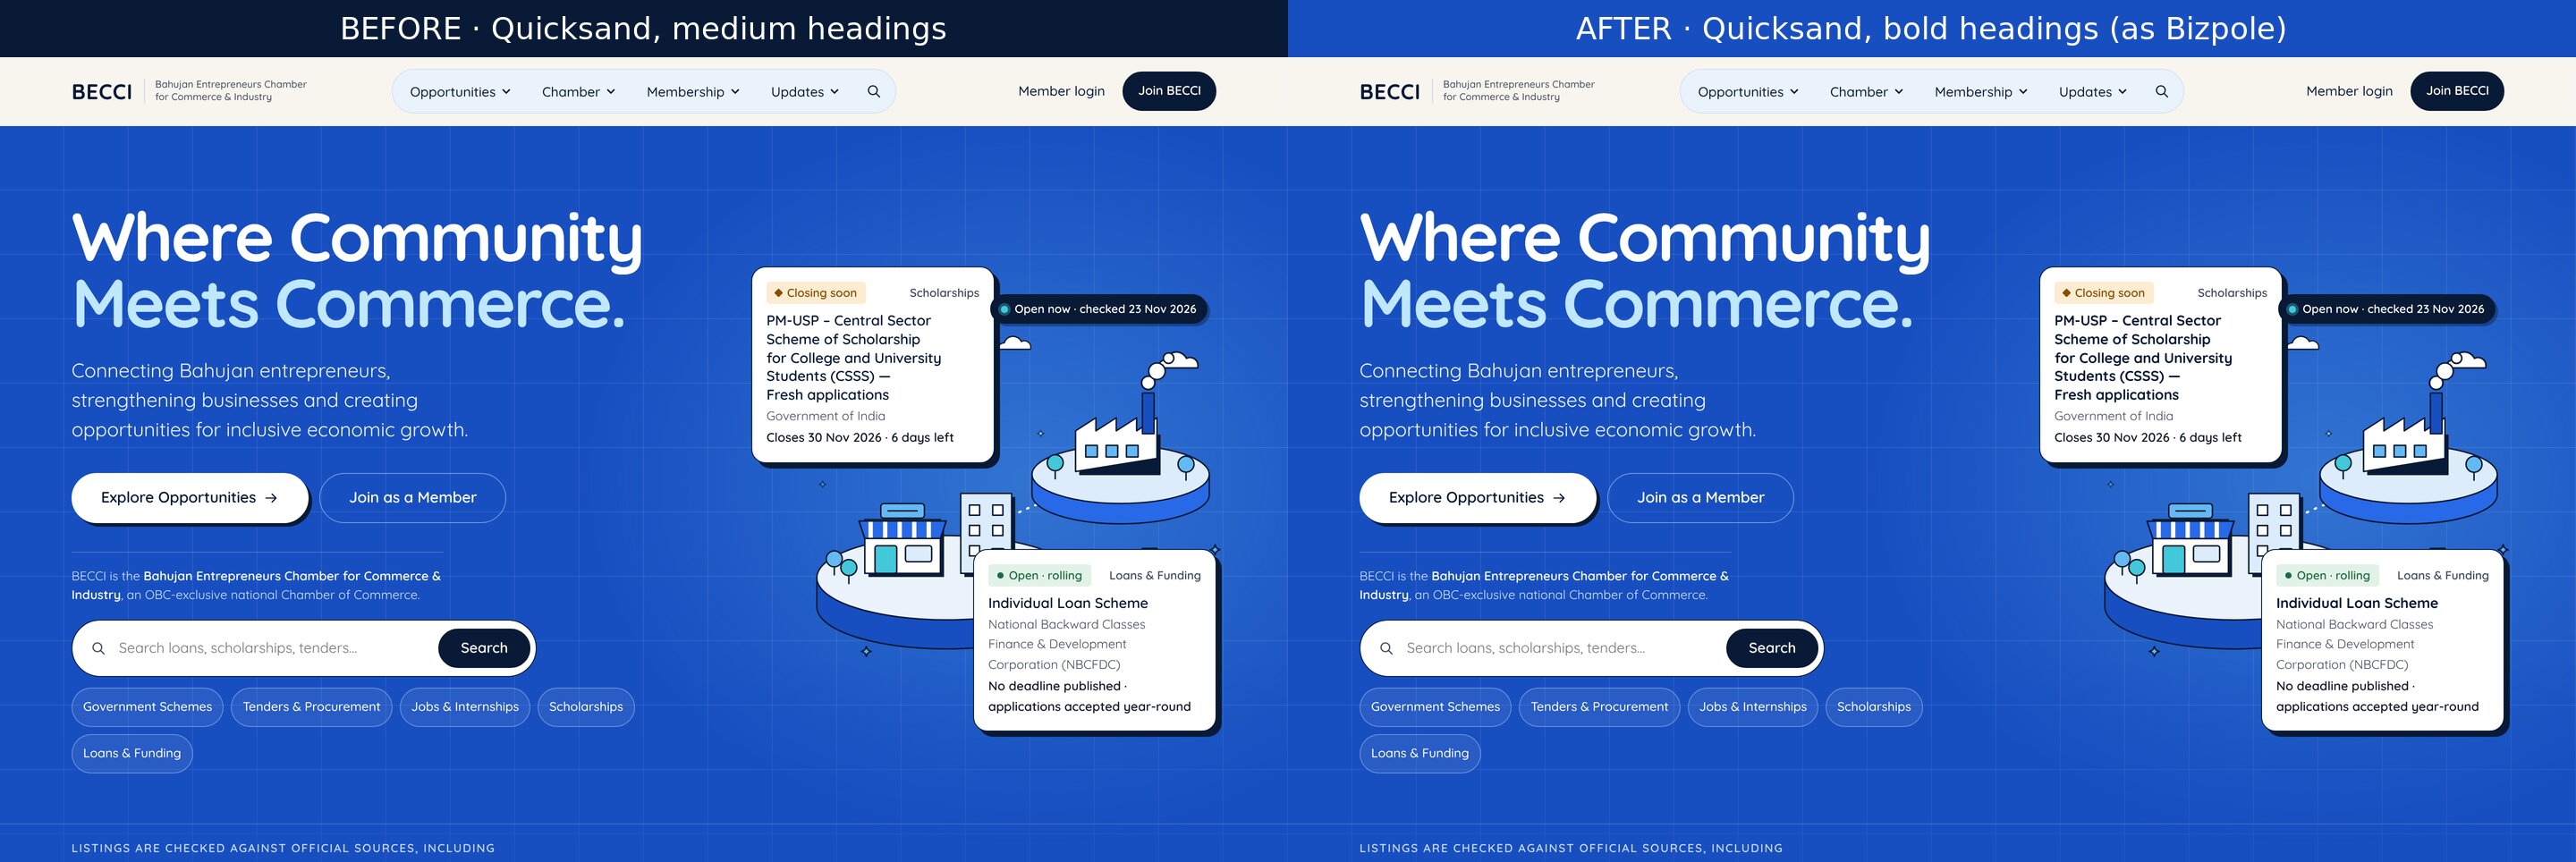 BEFORE · Quicksand, medium headings
BECCI
Bahujan Entrepreneurs Chamber
for Commerce & Industry
Opportunities
Chamber
Membership
Updates
Member login
Join BECCI
Where Community
Meets Commerce.
Connecting Bahujan entrepreneurs,
strengthening businesses and creating
opportunities for inclusive economic growth.
Explore Opportunities →
Join as a Member
BECCI is the Bahujan Entrepreneurs Chamber for Commerce &
Industry, an OBC-exclusive national Chamber of Commerce.
Search loans, scholarships, tenders...
Search
Government Schemes
Tenders & Procurement
Jobs & Internships
Scholarships
Loans & Funding
Closing soon
Scholarships
PM-USP – Central Sector
Scheme of Scholarship
for College and University
Students (CSSS) —
Fresh applications
Government of India
Closes 30 Nov 2026 · 6 days left
Open now · checked 23 Nov 2026
Open · rolling
Loans & Funding
Individual Loan Scheme
National Backward Classes
Finance & Development
Corporation (NBCFDC)
No deadline published ·
applications accepted year-round
LISTINGS ARE CHECKED AGAINST OFFICIAL SOURCES, INCLUDING
AFTER · Quicksand, bold headings (as Bizpole)
BECCI
Bahujan Entrepreneurs Chamber
for Commerce & Industry
Opportunities
Chamber
Membership
Updates
Member login
Join BECCI
Where Community
Meets Commerce.
Connecting Bahujan entrepreneurs,
strengthening businesses and creating
opportunities for inclusive economic growth.
Explore Opportunities →
Join as a Member
BECCI is the Bahujan Entrepreneurs Chamber for Commerce &
Industry, an OBC-exclusive national Chamber of Commerce.
Search loans, scholarships, tenders...
Search
Government Schemes
Tenders & Procurement
Jobs & Internships
Scholarships
Loans & Funding
Closing soon
Scholarships
PM-USP – Central Sector
Scheme of Scholarship
for College and University
Students (CSSS) —
Fresh applications
Government of India
Closes 30 Nov 2026 · 6 days left
Open now · checked 23 Nov 2026
Open · rolling
Loans & Funding
Individual Loan Scheme
National Backward Classes
Finance & Development
Corporation (NBCFDC)
No deadline published ·
applications accepted year-round
LISTINGS ARE CHECKED AGAINST OFFICIAL SOURCES, INCLUDING